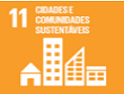 11 CIDADES E
COMUNIDADES
SUSTENTÁVEIS